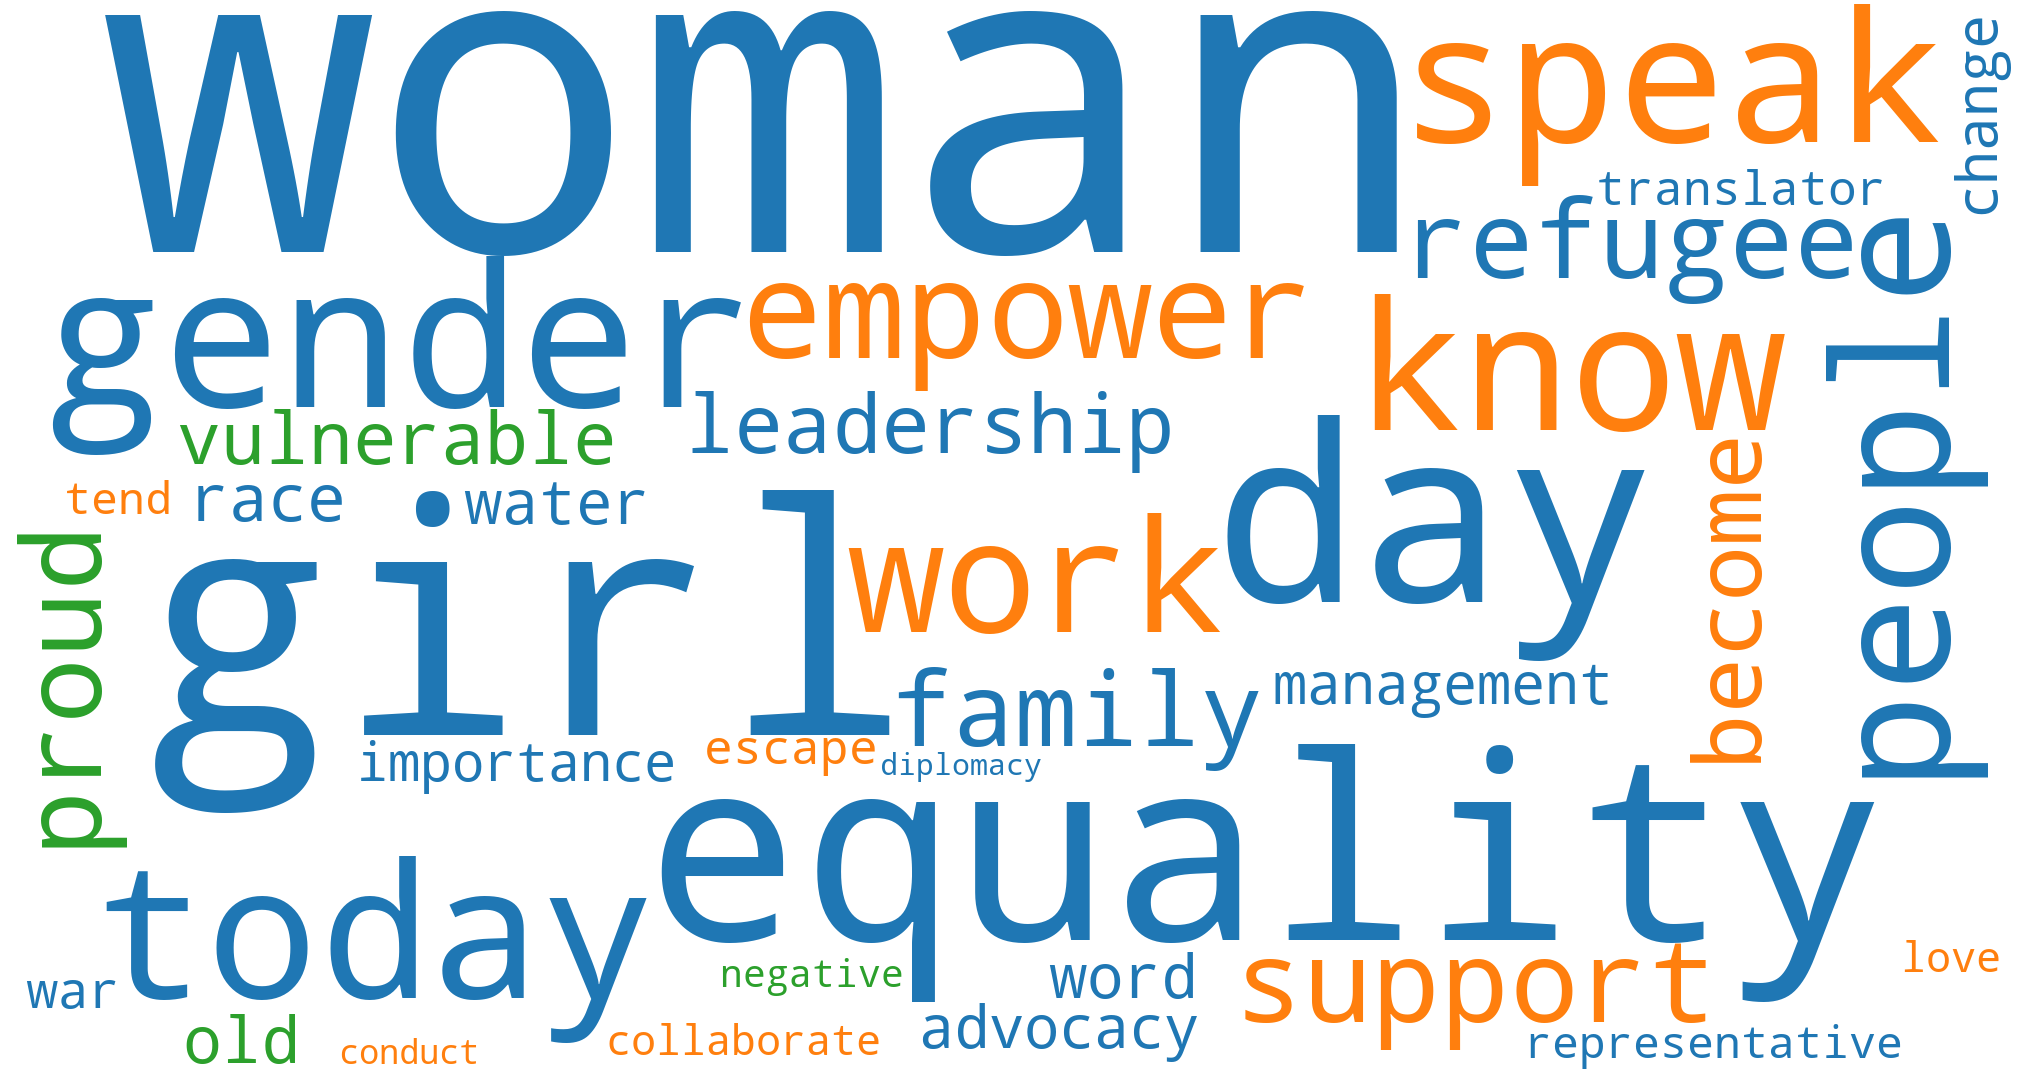 woman
speak
change
translator
refugee
gender
empower
know
people
vulnerable
leadership
day
become
tend
race
water
proud
girl
work
family
management
importance
escape
diplomacy
equality
today
war
negative
word
support
love
old
conduct
collaborate
advocacy
representative